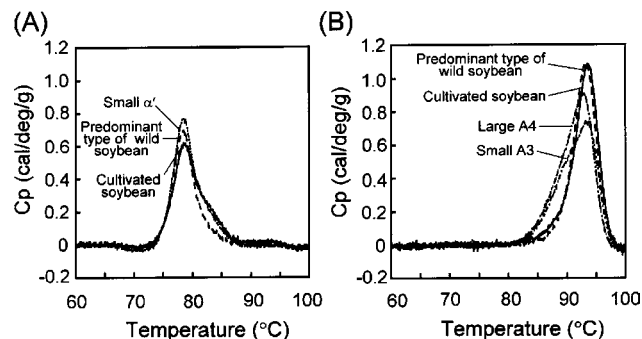 (A)
Cp (cal/deg/g)
1.2
1.0
0.8
0.6
0.4
0.2
0
-0.2
Small α'
Predominant
type of wild
soybean
Cultivated
soybean
60 70 80 90 100
Temperature (°C)
(B)
Cp (cal/deg/g)
1.2
1.0
0.8
0.6
0.4
0.2
0
-0.2
Predominant type of
wild soybean
Cultivated soybean
Large A4
Small A3
60 70 80 90 100
Temperature (°C)